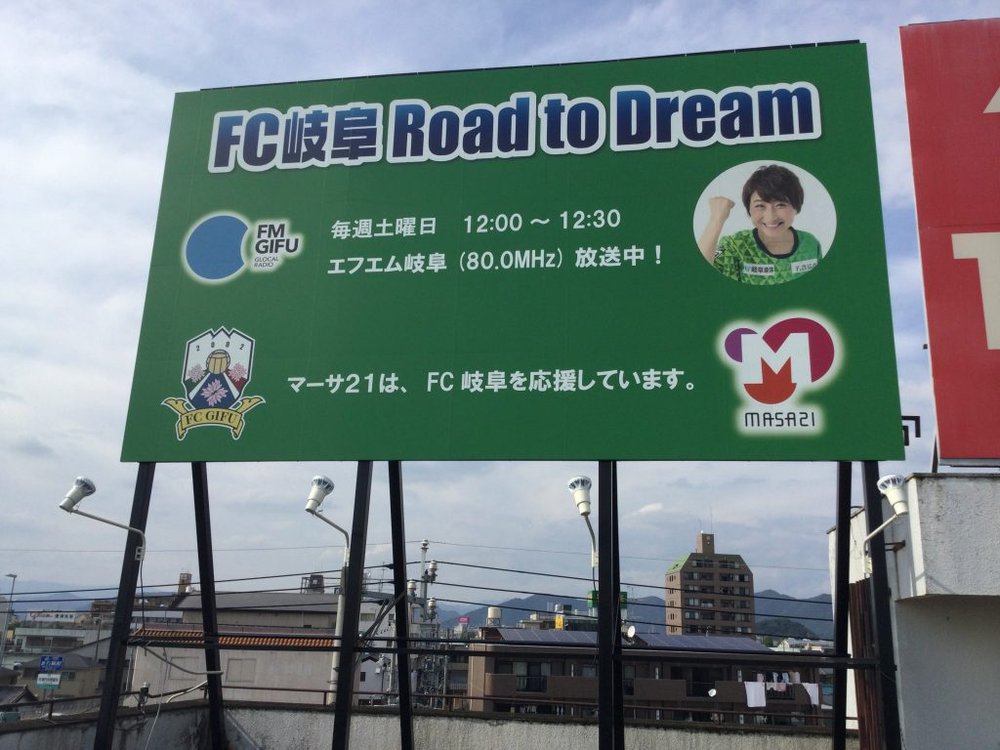 FC岐阜 Road to Dream
FM
GIFU
GLOCAL
RADIO
毎週土曜日 12:00 ～ 12:30
エフエム岐阜 (80.0MHz) 放送中！
2002
FC GIFU
マーサ21は、FC 岐阜を応援しています。
M
MASA21